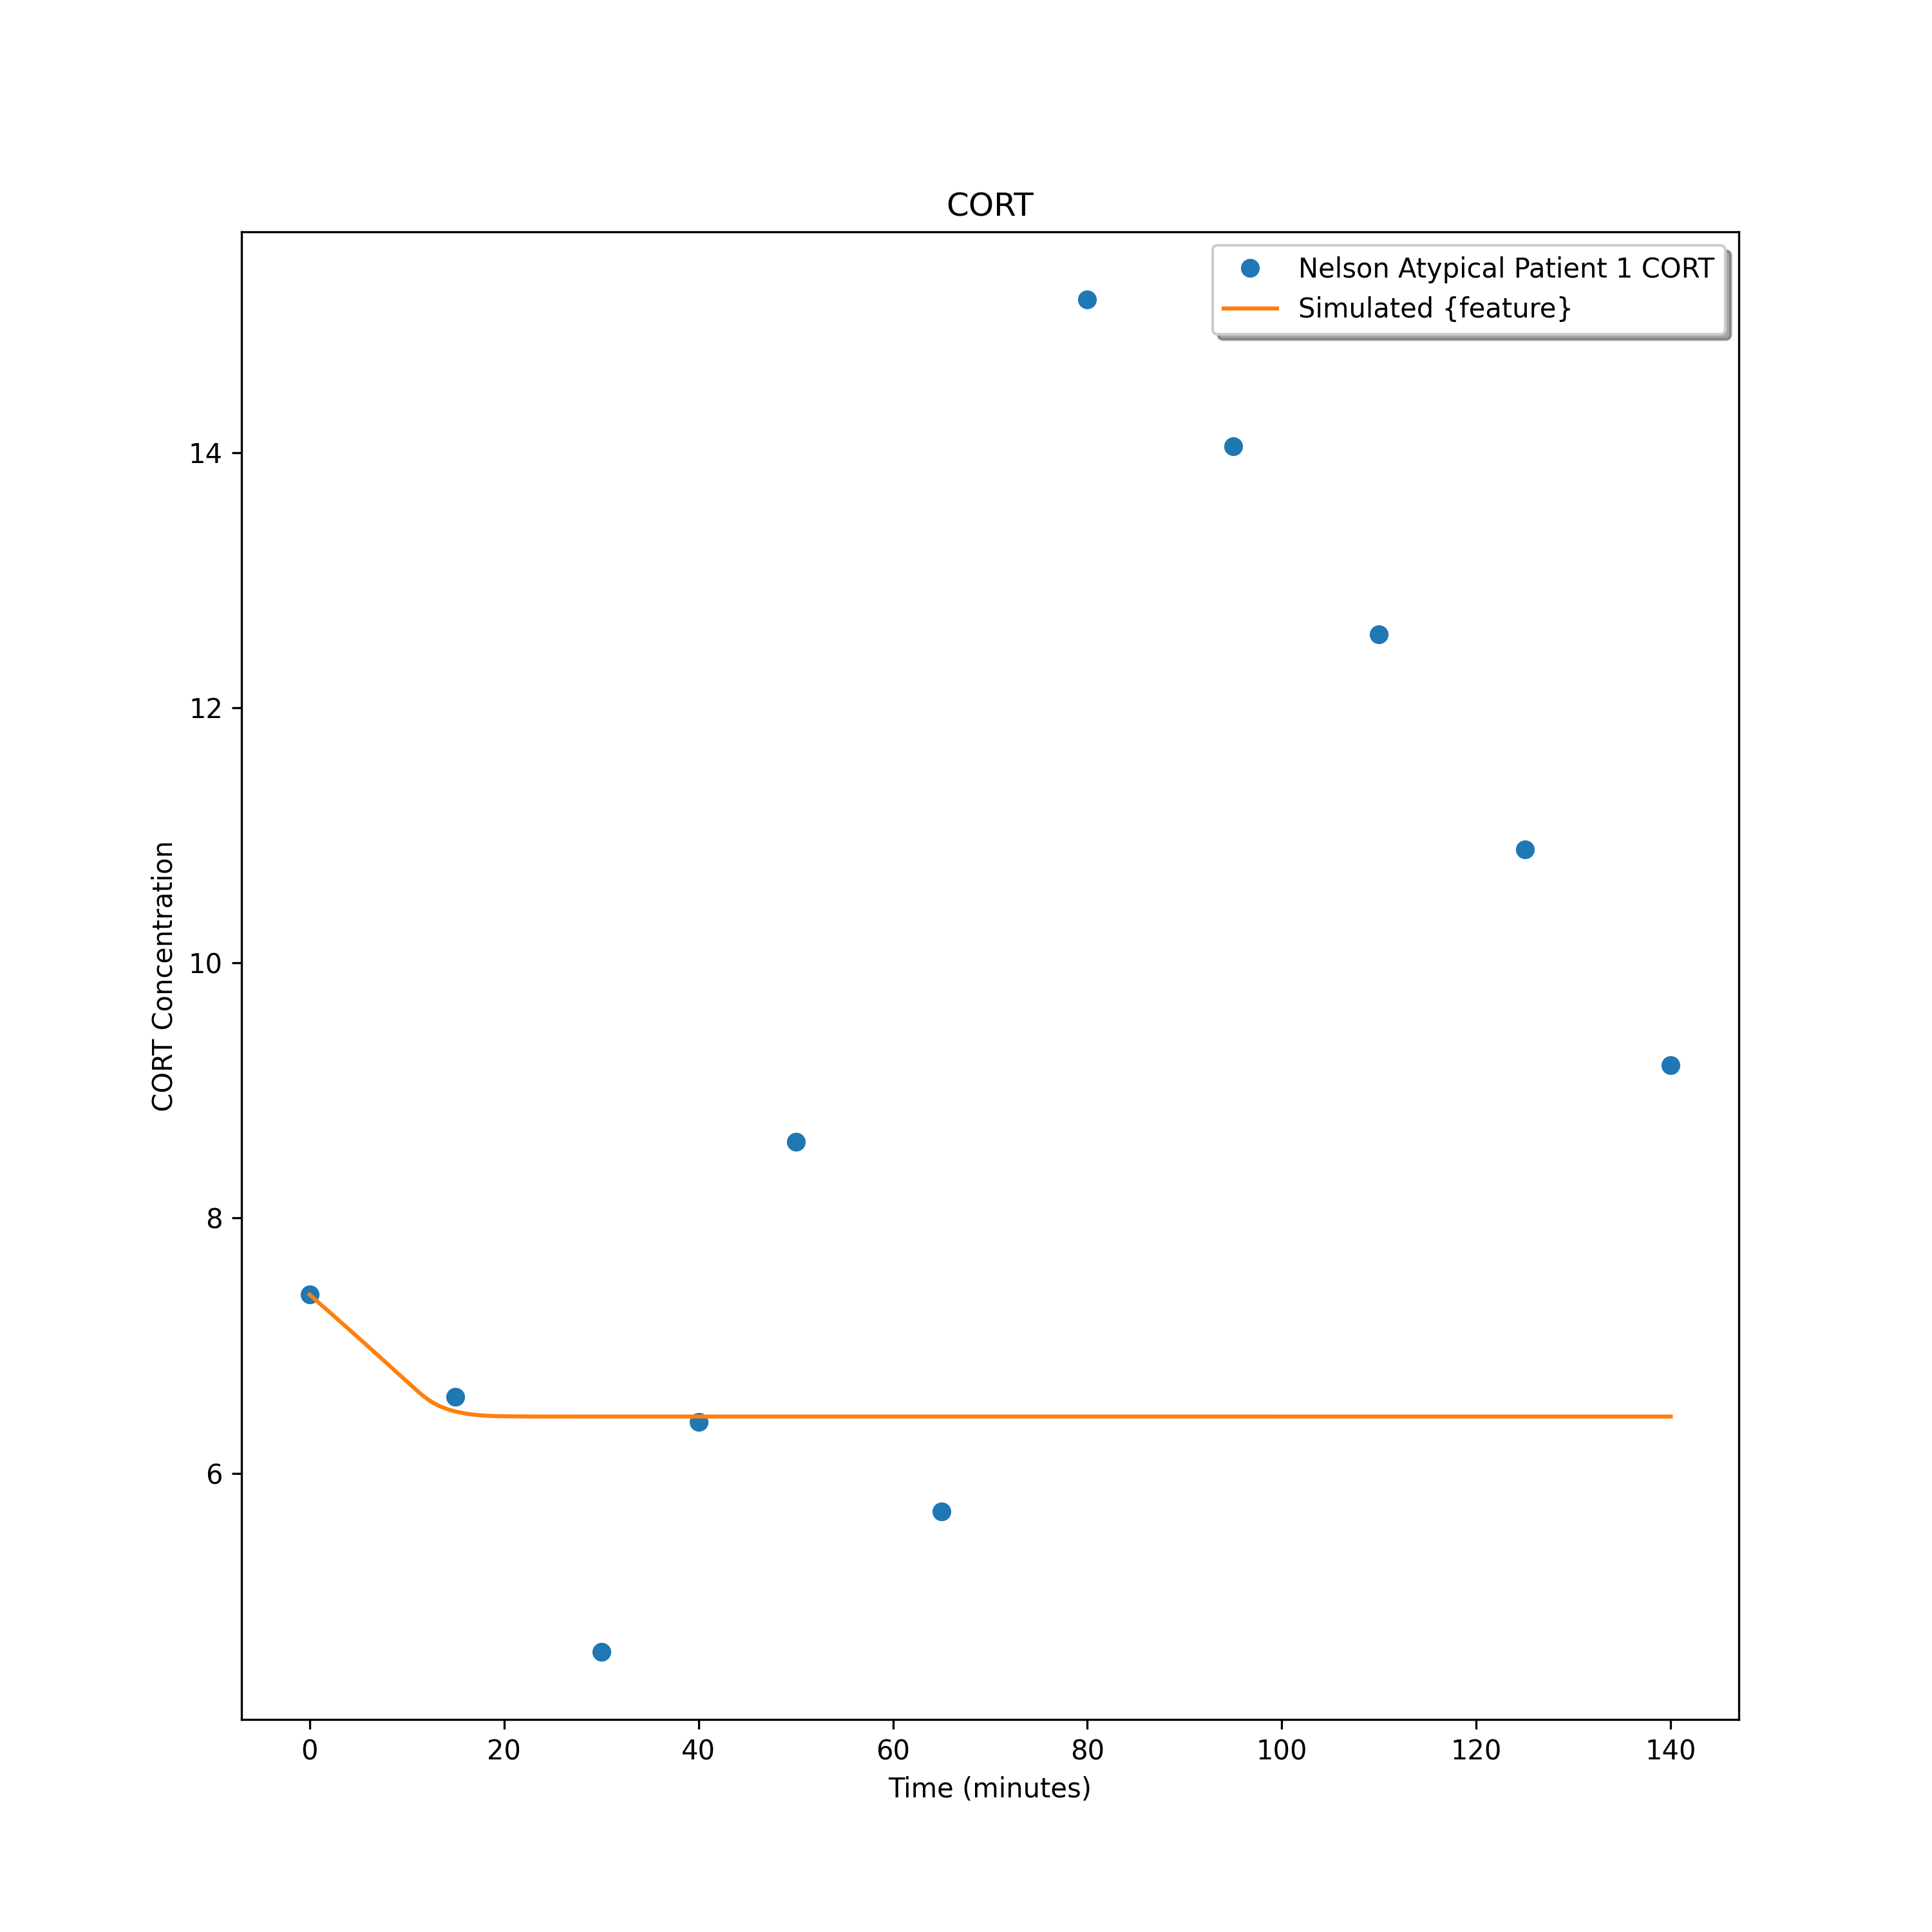 CORT
Nelson Atypical Patient 1 CORT
Simulated {feature}
14
12
10
8
6
CORT Concentration
0 20 40 60 80 100 120 140
Time (minutes)